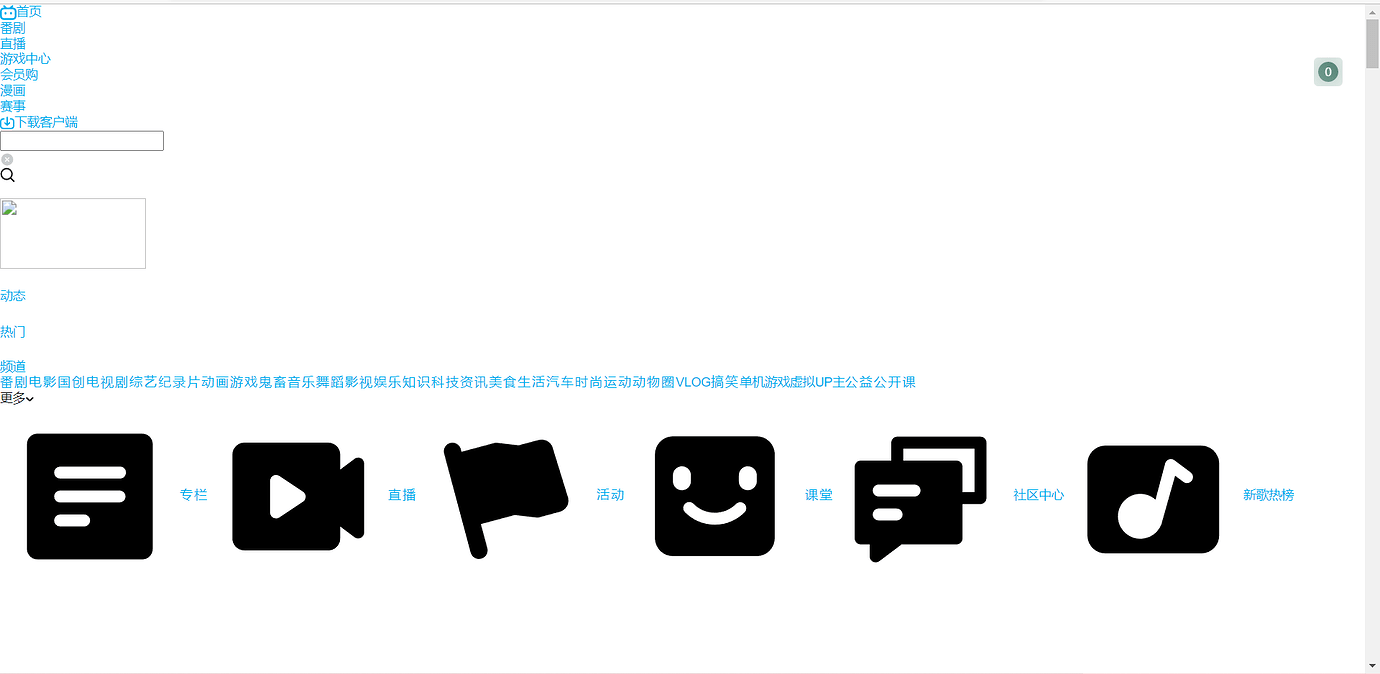 首页
番剧
直播
游戏中心
会员购
漫画
赛事
下载客户端
0
动态
热门
频道
番剧电影国创电视剧综艺纪录片动画游戏鬼畜音乐舞蹈影视娱乐知识科技资讯美食生活汽车时尚运动动物圈VLOG搞笑单机游戏虚拟UP主公益公开课
更多
专栏 直播 活动 课堂 社区中心 新歌热榜